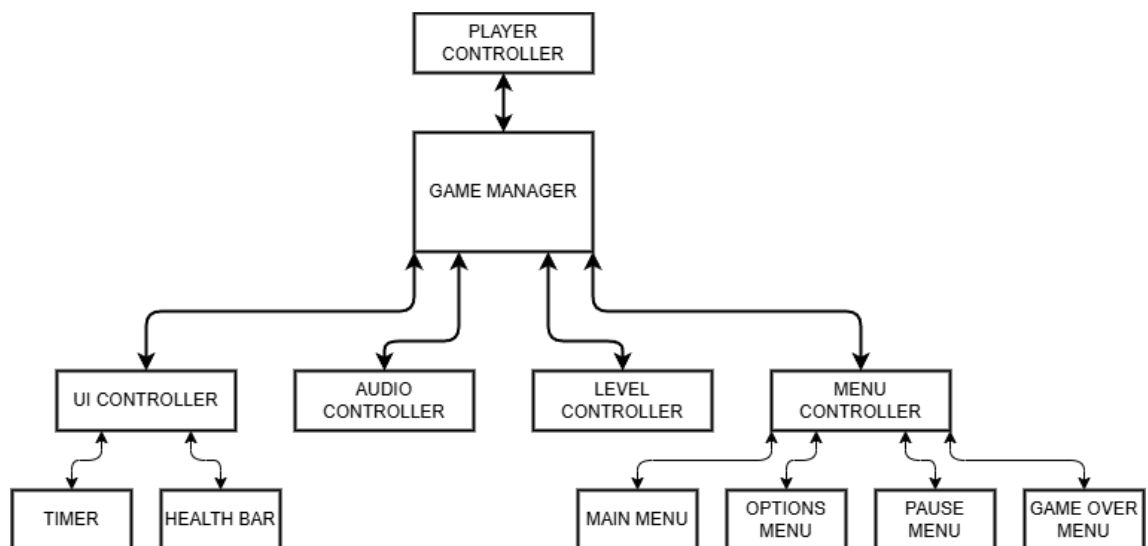 PLAYER
CONTROLLER
GAME MANAGER
UI CONTROLLER
AUDIO
CONTROLLER
LEVEL
CONTROLLER
MENU
CONTROLLER
TIMER
HEALTH BAR
MAIN MENU
OPTIONS
MENU
PAUSE
MENU
GAME OVER
MENU